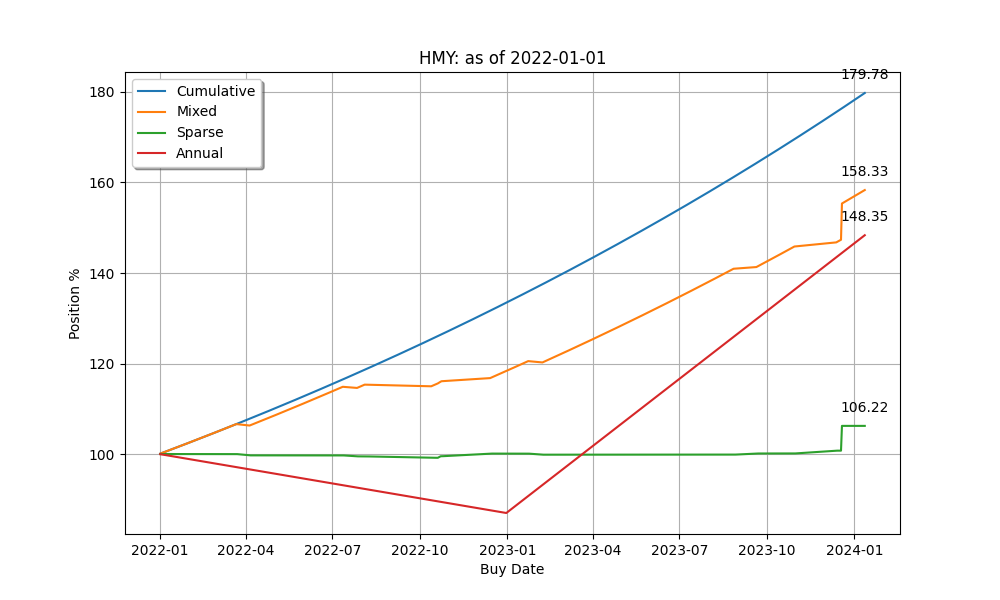 HMY: as of 2022-01-01
179.78
180
Cumulative
Mixed
Sparse
Annual
158.33
160
148.35
140
Position %
120
106.22
100
2022-01 2022-04 2022-07 2022-10 2023-01 2023-04 2023-07 2023-10 2024-01
Buy Date